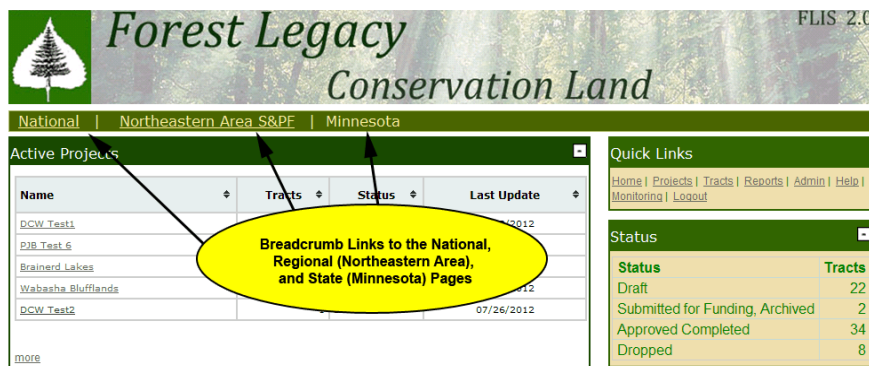 Forest Legacy
FLIS 2.0
Conservation Land
National | Northeastern Area S&PF | Minnesota
Active Projects
Name Tracts Status Last Update
DCW Test1 /2012
PJB Test 6
Brainerd Lakes
Wabasha Blufflands 2012
DCW Test2 07/26/2012
more
Breadcrumb Links to the National,
Regional (Northeastern Area),
and State (Minnesota) Pages
Quick Links
Home | Projects | Tracts | Reports | Admin | Help |
Monitoring | Logout
Status
Status Tracts
Draft 22
Submitted for Funding, Archived 2
Approved Completed 34
Dropped 8